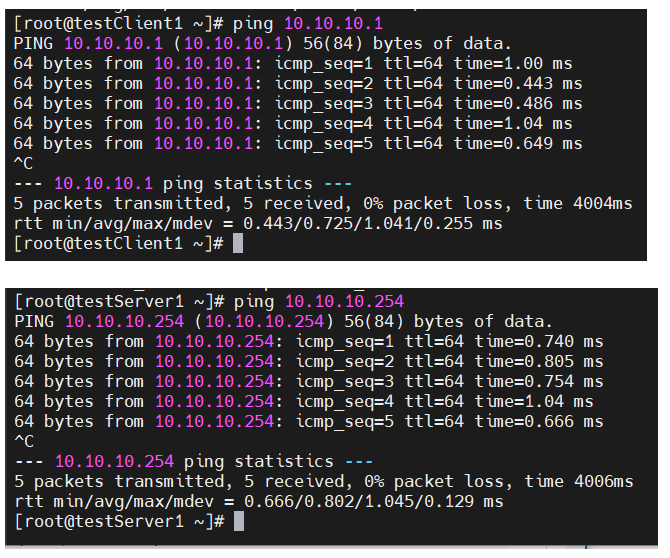 [root@testClient1 ~]# ping 10.10.10.1
PING 10.10.10.1 (10.10.10.1) 56(84) bytes of data.
64 bytes from 10.10.10.1: icmp_seq=1 ttl=64 time=1.00 ms
64 bytes from 10.10.10.1: icmp_seq=2 ttl=64 time=0.443 ms
64 bytes from 10.10.10.1: icmp_seq=3 ttl=64 time=0.486 ms
64 bytes from 10.10.10.1: icmp_seq=4 ttl=64 time=1.04 ms
64 bytes from 10.10.10.1: icmp_seq=5 ttl=64 time=0.649 ms
^C
--- 10.10.10.1 ping statistics ---
5 packets transmitted, 5 received, 0% packet loss, time 4004ms
rtt min/avg/max/mdev = 0.443/0.725/1.041/0.255 ms
[root@testClient1 ~]#
[root@testServer1 ~]# ping 10.10.10.254
PING 10.10.10.254 (10.10.10.254) 56(84) bytes of data.
64 bytes from 10.10.10.254: icmp_seq=1 ttl=64 time=0.740 ms
64 bytes from 10.10.10.254: icmp_seq=2 ttl=64 time=0.805 ms
64 bytes from 10.10.10.254: icmp_seq=3 ttl=64 time=0.754 ms
64 bytes from 10.10.10.254: icmp_seq=4 ttl=64 time=1.04 ms
64 bytes from 10.10.10.254: icmp_seq=5 ttl=64 time=0.666 ms
^C
--- 10.10.10.254 ping statistics ---
5 packets transmitted, 5 received, 0% packet loss, time 4006ms
rtt min/avg/max/mdev = 0.666/0.802/1.045/0.129 ms
[root@testServer1 ~]#